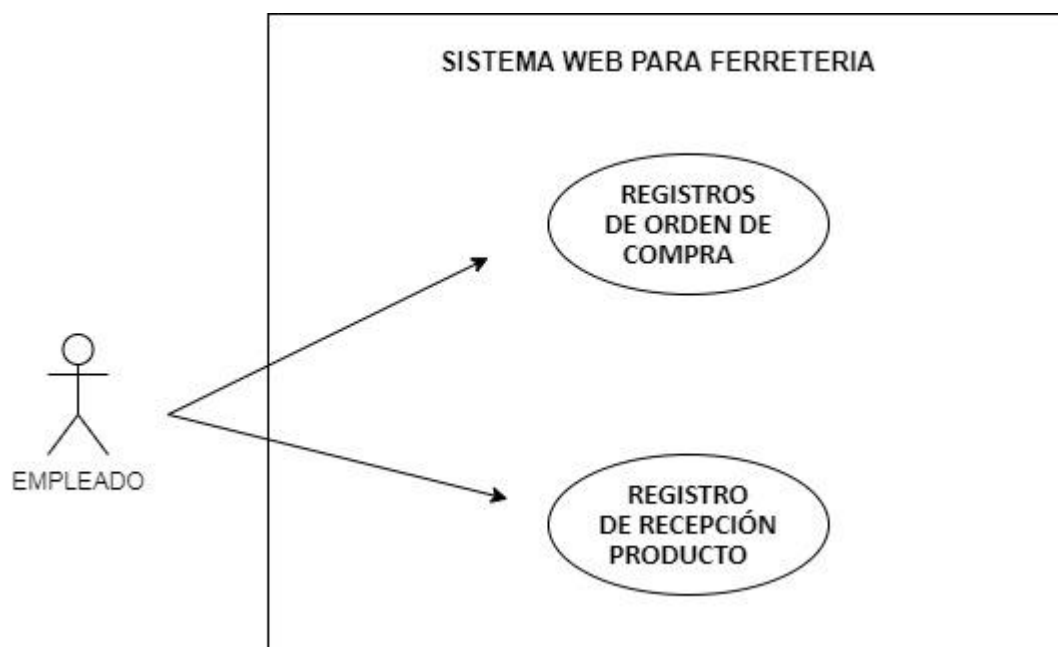 SISTEMA WEB PARA FERRETERIA
REGISTROS
DE ORDEN DE
COMPRA
EMPLEADO
REGISTRO
DE RECEPCIÓN
PRODUCTO